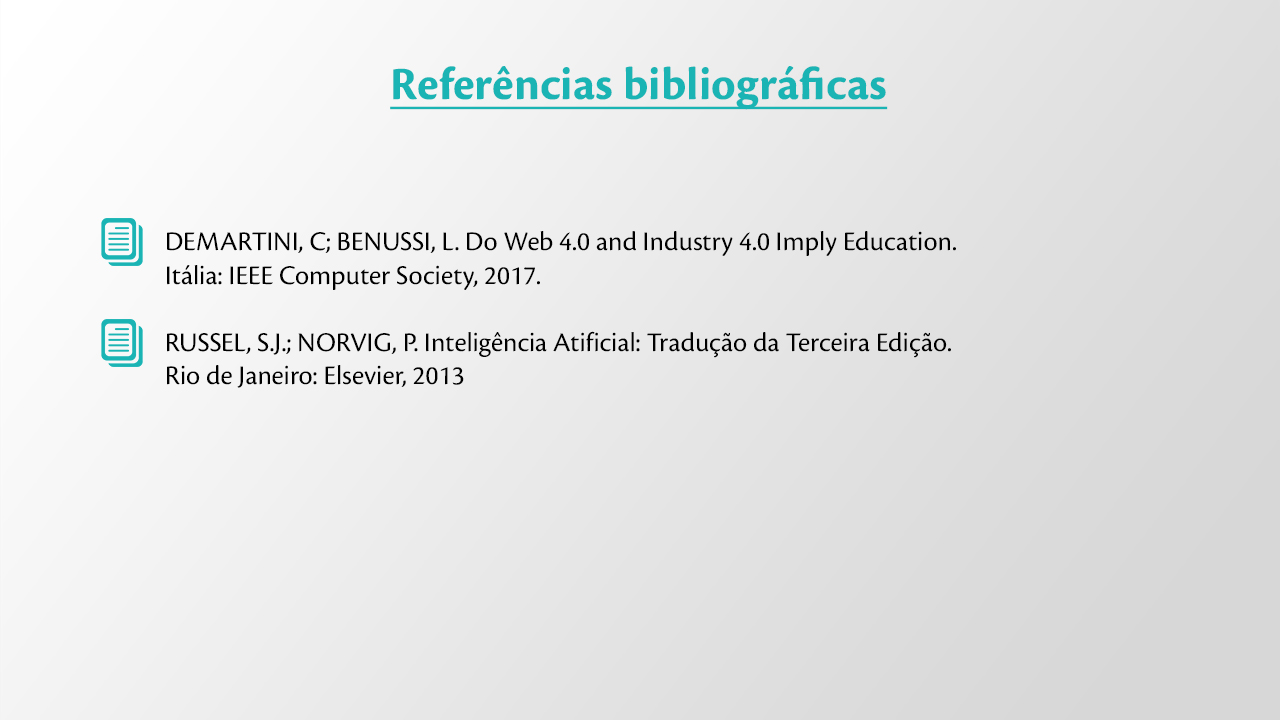 Referências bibliográficas
DEMARTINI, C; BENUSSI, L. Do Web 4.0 and Industry 4.0 Imply Education.
Itália: IEEE Computer Society, 2017.
RUSSEL, S.J.; NORVIG, P. Inteligência Atificial: Tradução da Terceira Edição.
Rio de Janeiro: Elsevier, 2013